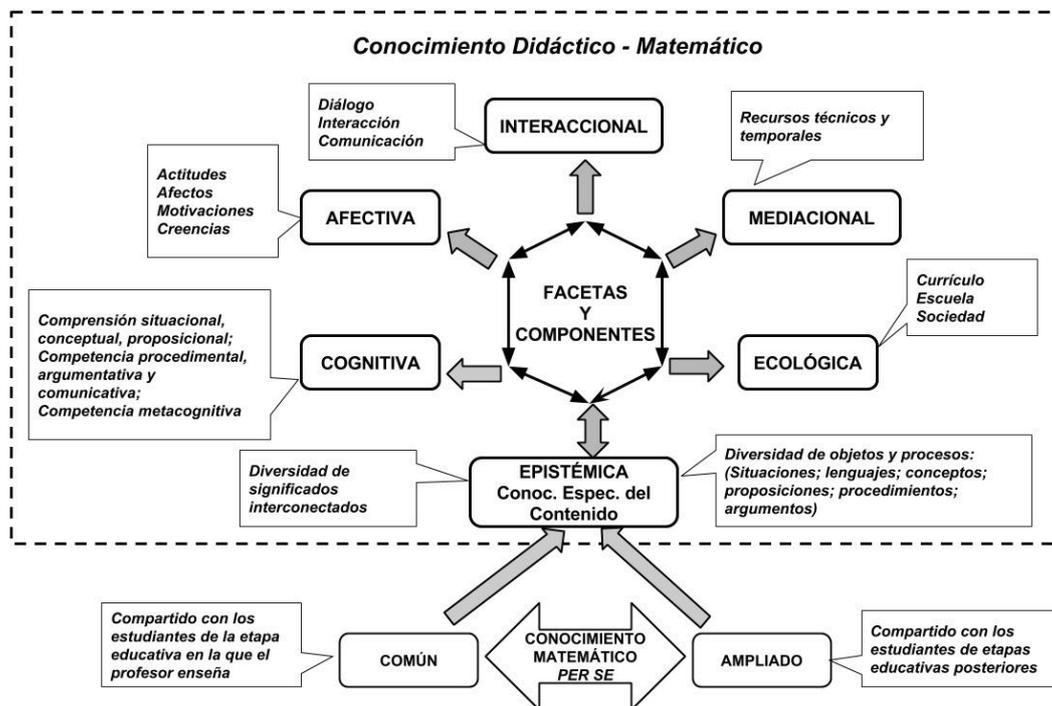 Conocimiento Didáctico - Matemático
Diálogo
Interacción
Comunicación
INTERACCIONAL
Recursos técnicos y
temporales
Actitudes
Afectos
Motivaciones
Creencias
AFECTIVA
MEDIACIONAL
FACETAS
Y
COMPONENTES
Currículo
Escuela
Sociedad
Comprensión situacional,
conceptual, proposicional;
Competencia procedimental,
argumentativa y
comunicativa;
Competencia metacognitiva
COGNITIVA
ECOLÓGICA
Diversidad de
significados
interconectados
EPISTÉMICA
Conoc. Espec. del
Contenido
Diversidad de objetos y procesos:
(Situaciones; lenguajes; conceptos;
proposiciones; procedimientos;
argumentos)
Compartido con los
estudiantes de la etapa
educativa en la que el
profesor enseña
COMÚN
CONOCIMIENTO
MATEMÁTICO
PER SE
AMPLIADO
Compartido con los
estudiantes de etapas
educativas posteriores